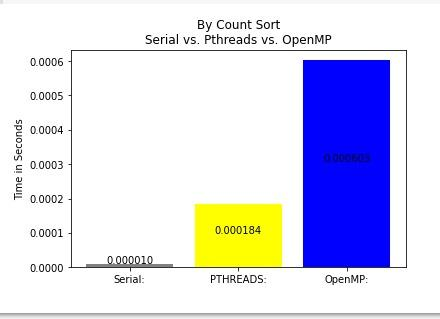 By Count Sort
Serial vs. Pthreads vs. OpenMP
0.0006
0.0005
0.0004
0.0003
0.0002
0.0001
0.0000
Time in Seconds
0.000010
0.000184
0.000603
Serial:
PTHREADS:
OpenMP: